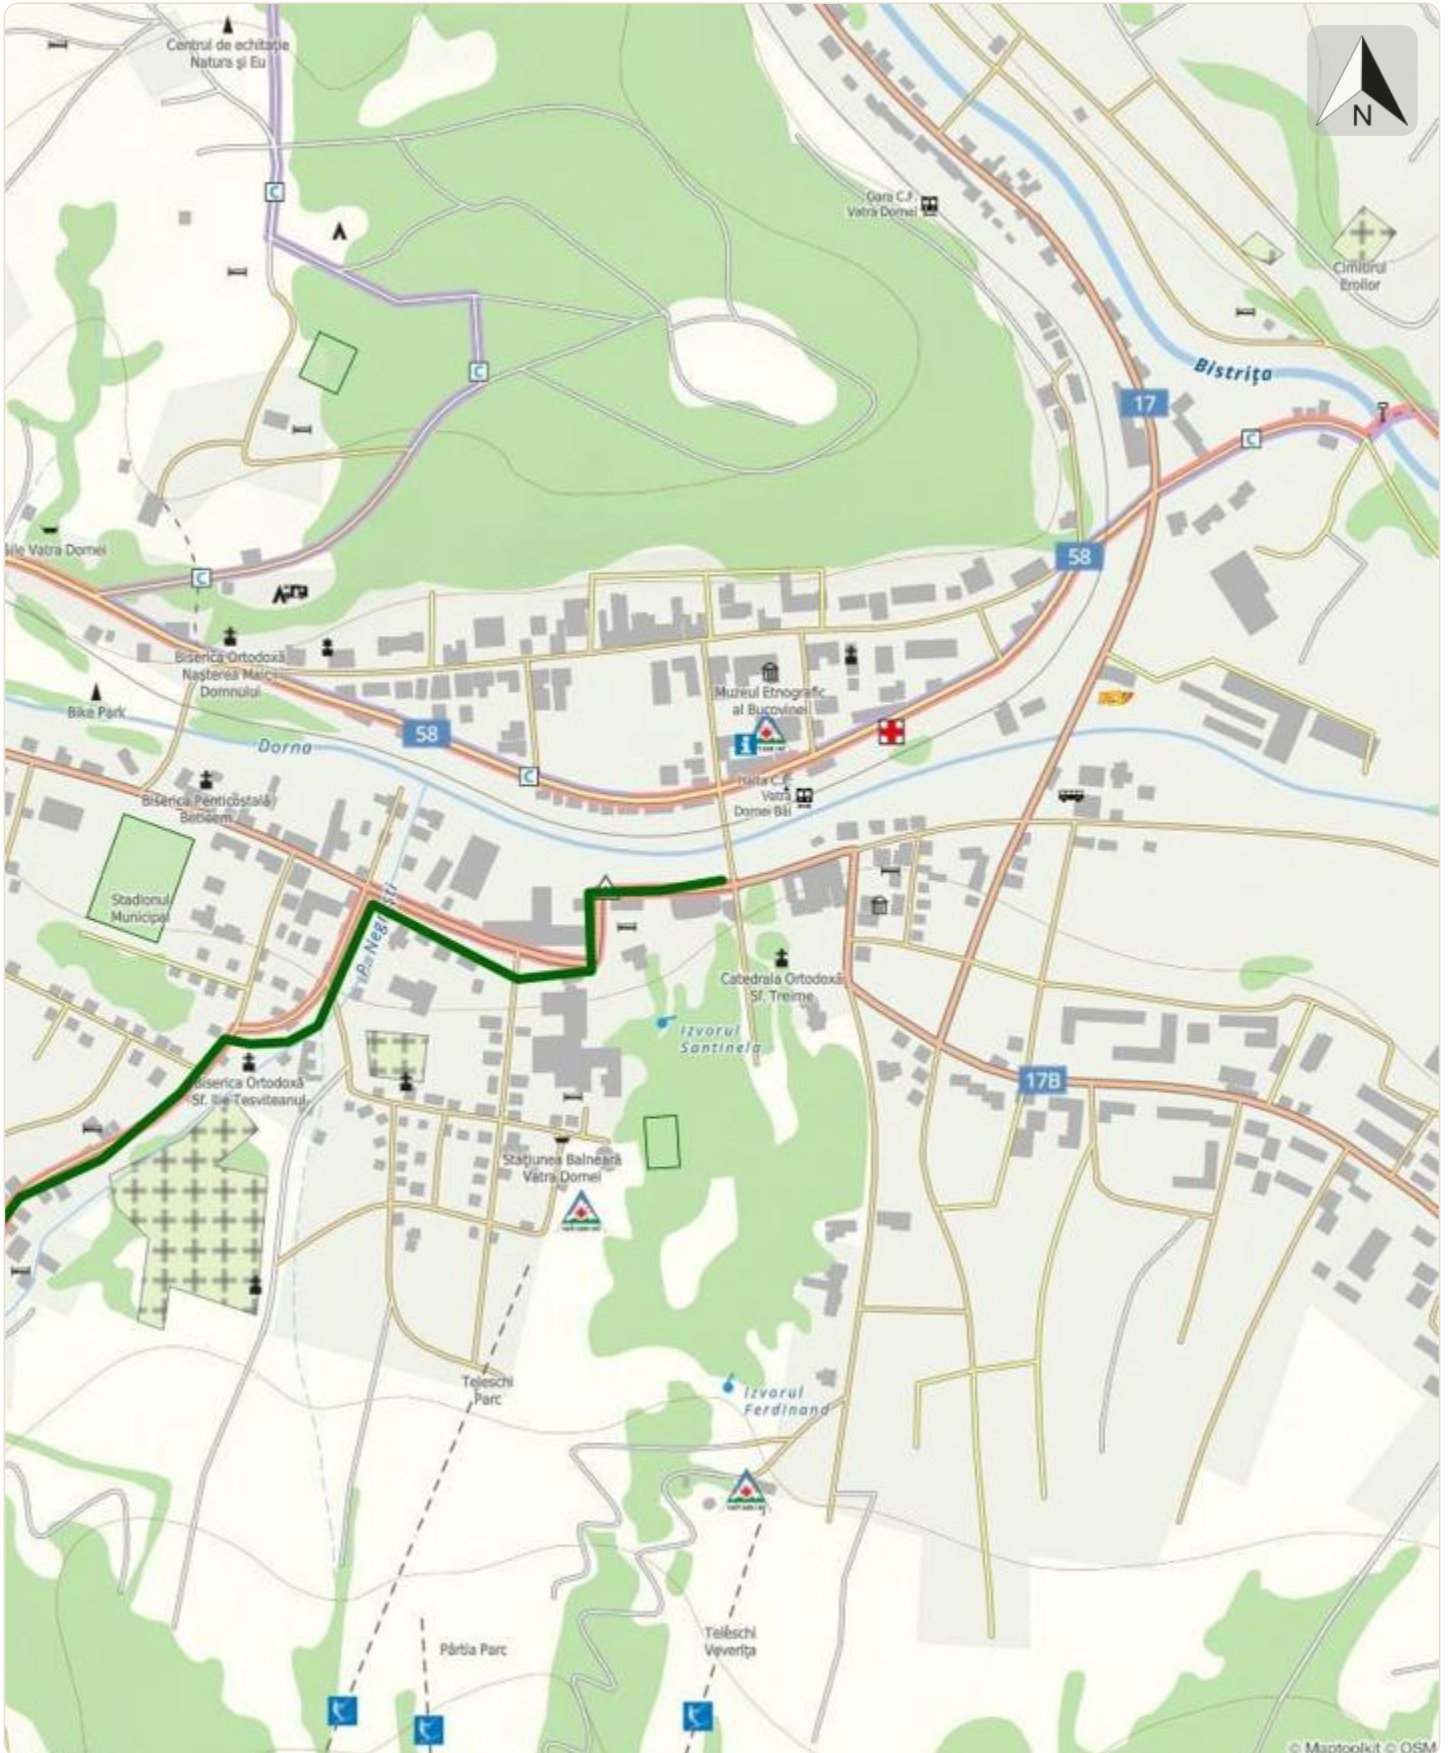 Centrul de echitație
Natura și Eu
N
C
Gara C.F.
Vatra Dornei
Cimitirul
Eroilor
Bistrița
C
17
C
Vatra Dornei
58
C
Biserica Ortodoxă
Nașterea Maicii
Domnului
Muzeul Etnografic
al Bucovinei
Bike Park
58
i
Dorna
C
Halta C.F.
Vatra
Dornei Băi
Biserica Penticostală
Betleem
Stadionul
Municipal
P. Negrești
Catedrala Ortodoxă
Sf. Treime
Izvorul
Santinela
Biserica Ortodoxă
Sf. Ilie Tesviteanul
17B
Stațiunea Balneară
Vatra Dornei
Teleschi
Parc
Izvorul
Ferdinand
Teleschi
Veverița
Pârtia Parc
© Maptoolkit © OSM